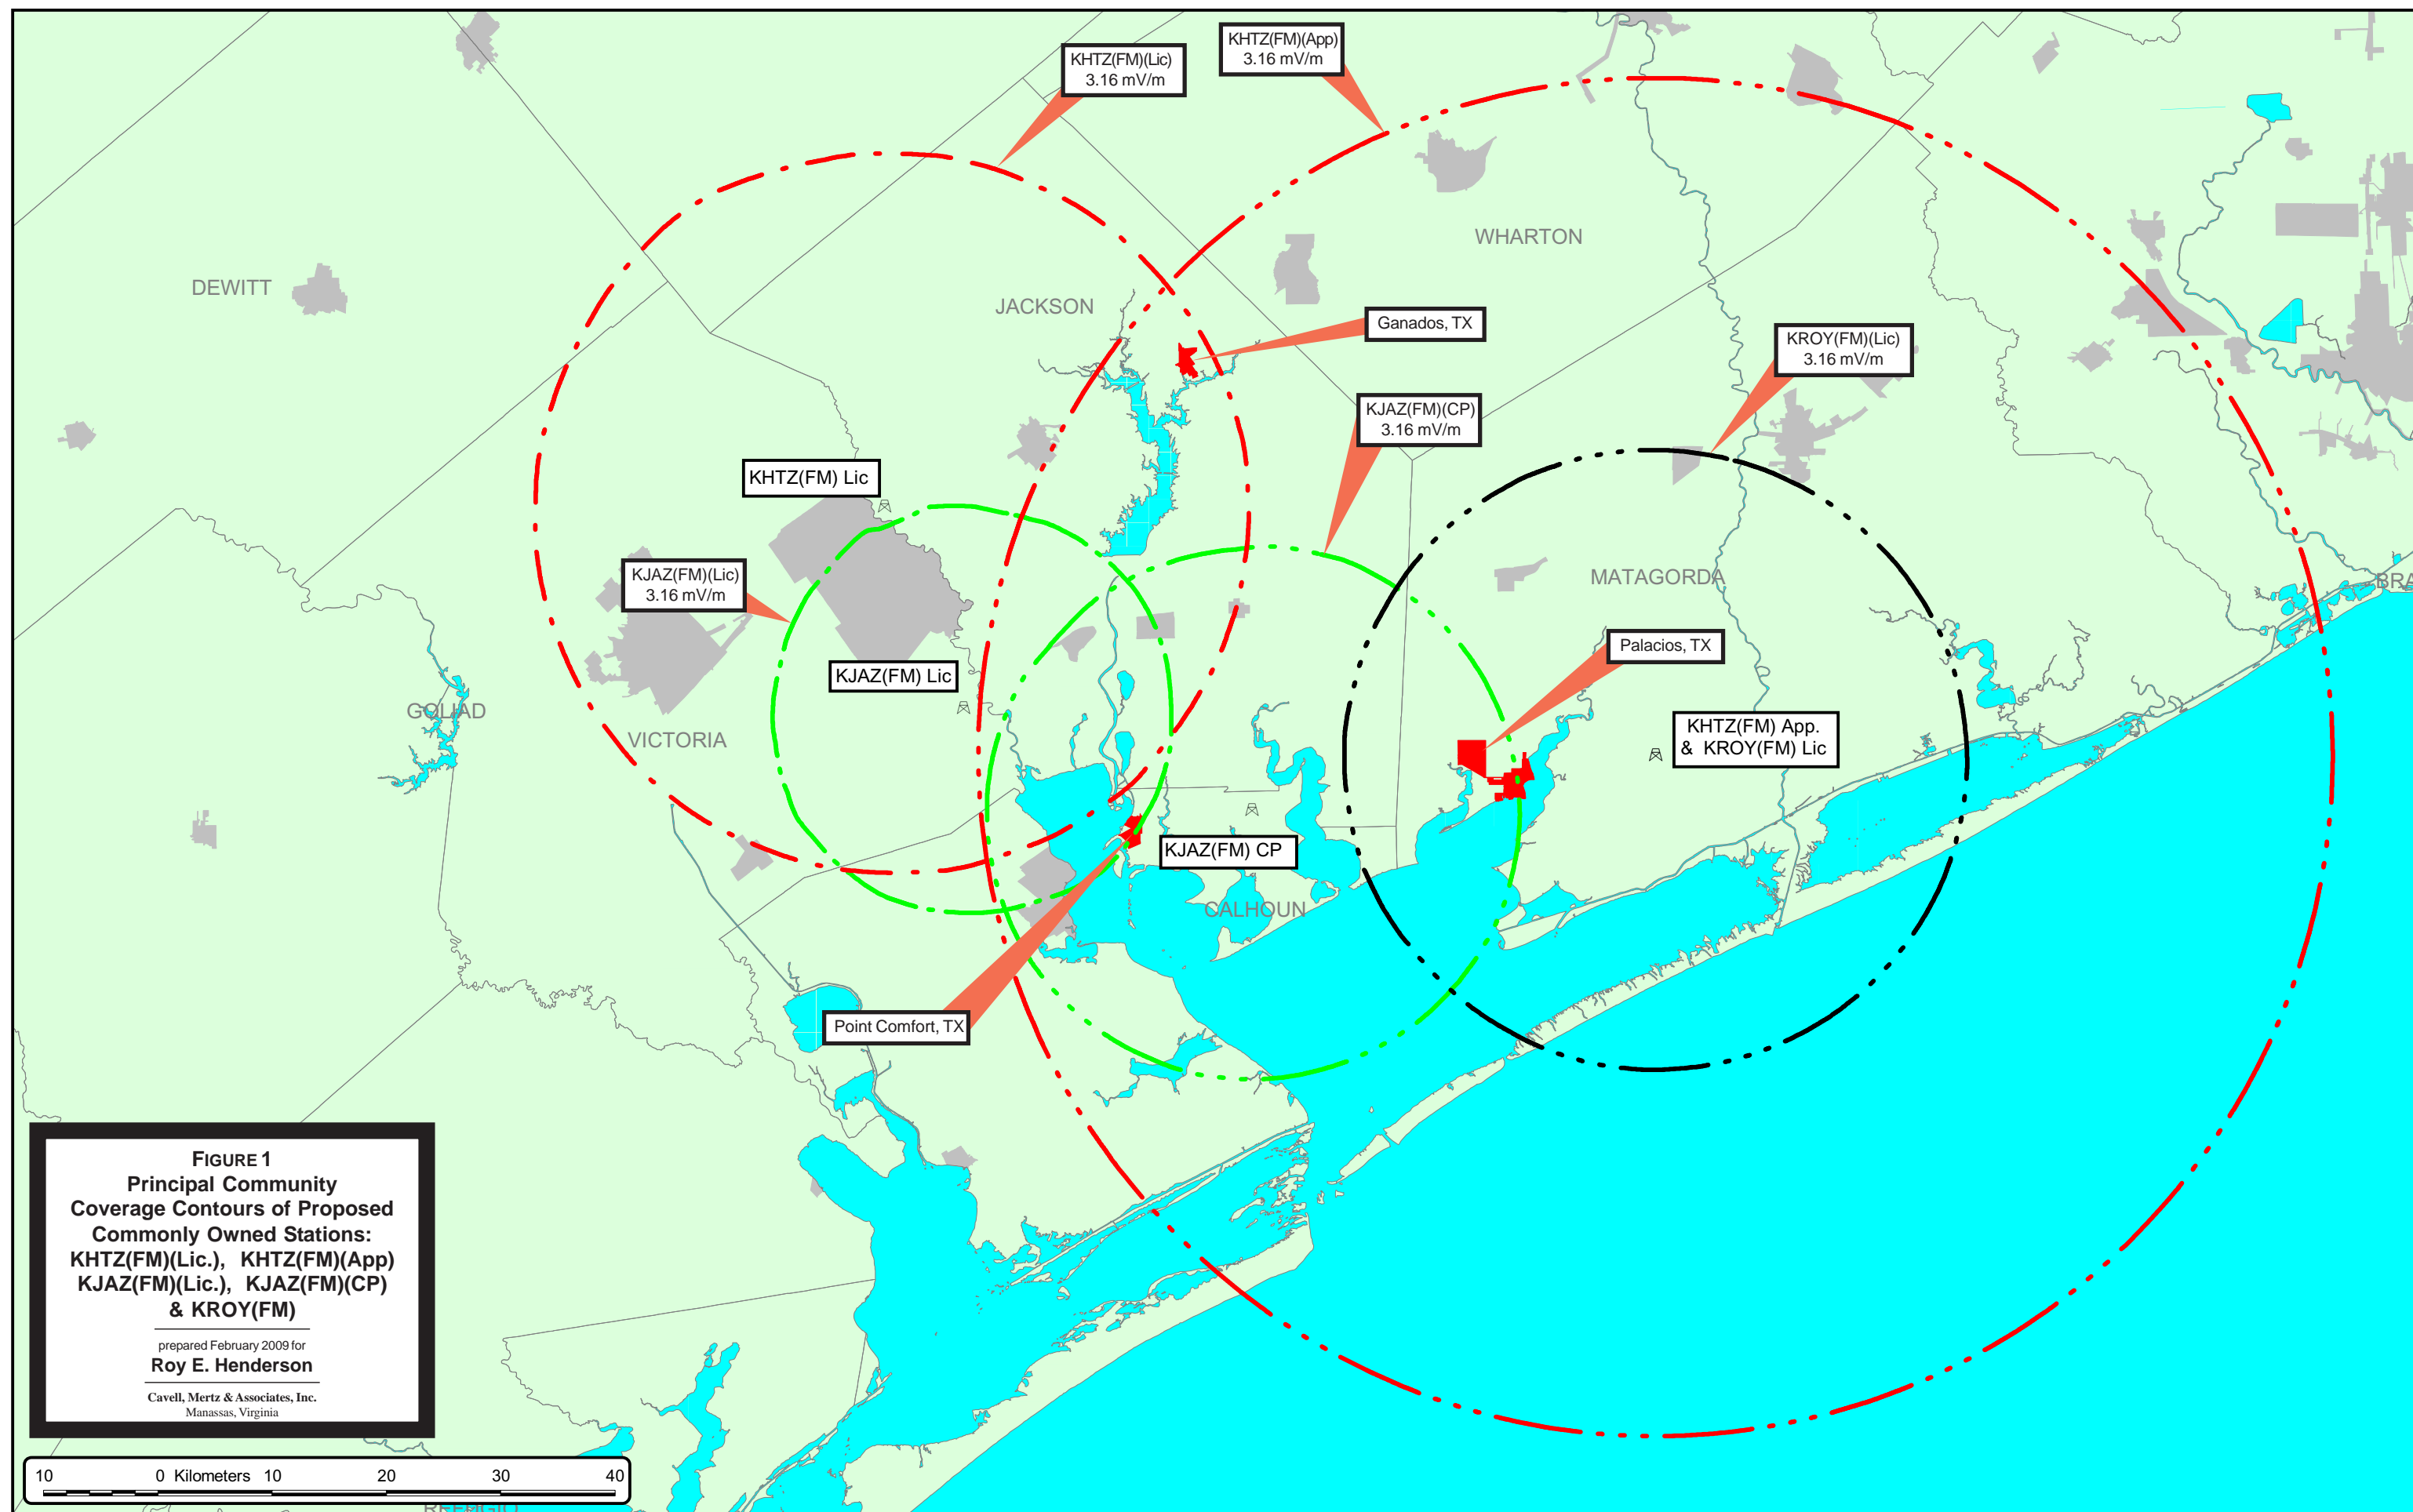 KHTZ(FM)(Lic)
3.16 mV/m
KHTZ(FM)(App)
3.16 mV/m
WHARTON
DEWITT
JACKSON
Ganados, TX
KROY(FM)(Lic)
3.16 mV/m
KJAZ(FM)(CP)
3.16 mV/m
KHTZ(FM) Lic
KJAZ(FM)(Lic)
3.16 mV/m
MATAGORDA
BRA
Palacios, TX
KJAZ(FM) Lic
GOLIAD
VICTORIA
KHTZ(FM) App.
& KROY(FM) Lic
KJAZ(FM) CP
CALHOUN
Point Comfort, TX
FIGURE 1
Principal Community
Coverage Contours of Proposed
Commonly Owned Stations:
KHTZ(FM)(Lic.), KHTZ(FM)(App)
KJAZ(FM)(Lic.), KJAZ(FM)(CP)
& KROY(FM)
prepared February 2009 for
Roy E. Henderson
Cavell, Mertz & Associates, Inc.
Manassas, Virginia
10 0 Kilometers 10 20 30 40
REFUGIO